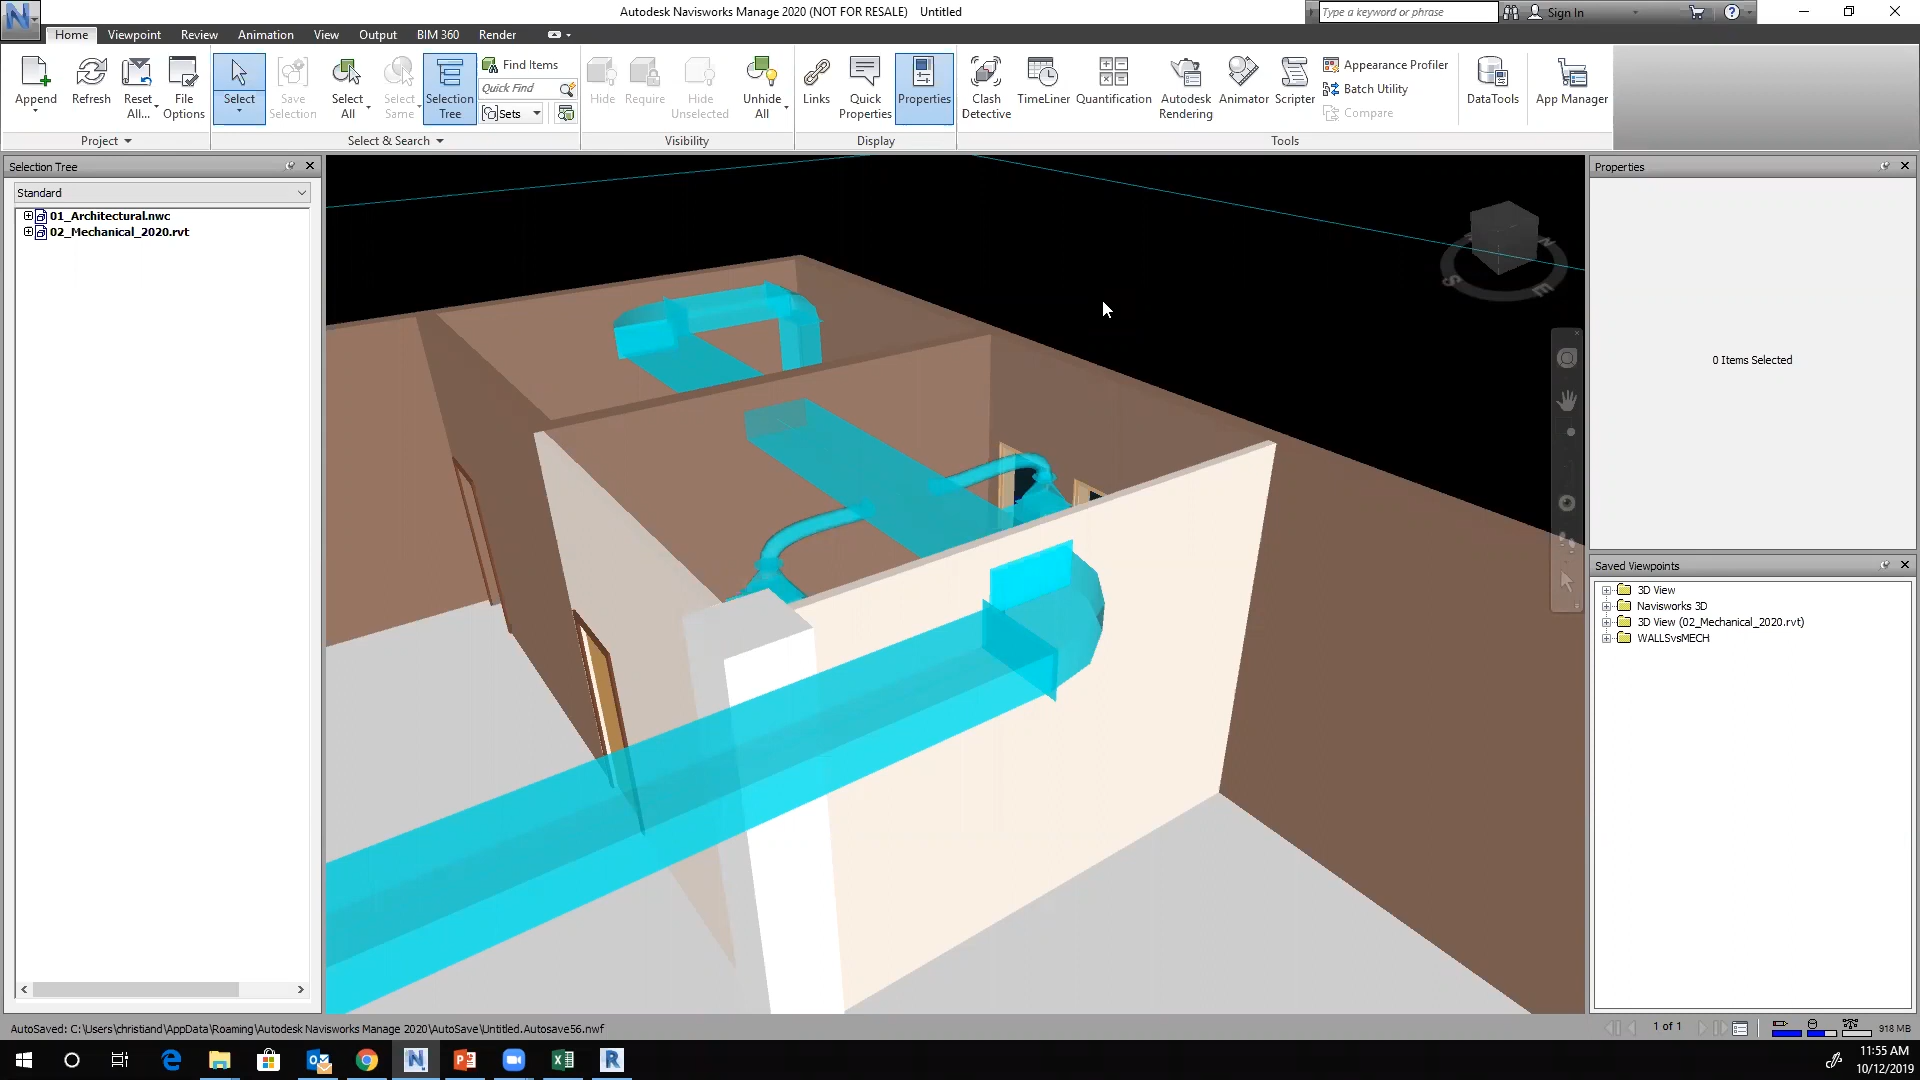 Autodesk Navisworks Manage 2020 (NOT FOR RESALE) Untitled
Type a keyword or phrase
Sign In
Home Viewpoint Review Animation View Output BIM 360 Render
Append
Refresh
Reset All...
File Options
Project
Select
Save Selection
Select All
Select Same
Selection Tree
Find Items
Quick Find
Sets
Select & Search
Hide
Require
Hide Unselected
Unhide All
Visibility
Links
Quick Properties
Properties
Display
Clash Detective
TimeLiner
Quantification
Autodesk Rendering
Animator
Scripter
Appearance Profiler
Batch Utility
Compare
DataTools
App Manager
Tools
Selection Tree
Standard
01_Architectural.nwc
02_Mechanical_2020.rvt
S
E
N
Properties
0 Items Selected
Saved Viewpoints
3D View
Navisworks 3D
3D View (02_Mechanical_2020.rvt)
WALLSvsMECH
AutoSaved: C:\Users\christiand\AppData\Roaming\Autodesk Navisworks Manage 2020\AutoSave\Untitled.Autosave56.nwf
1 of 1
918 MB
11:55 AM
10/12/2019